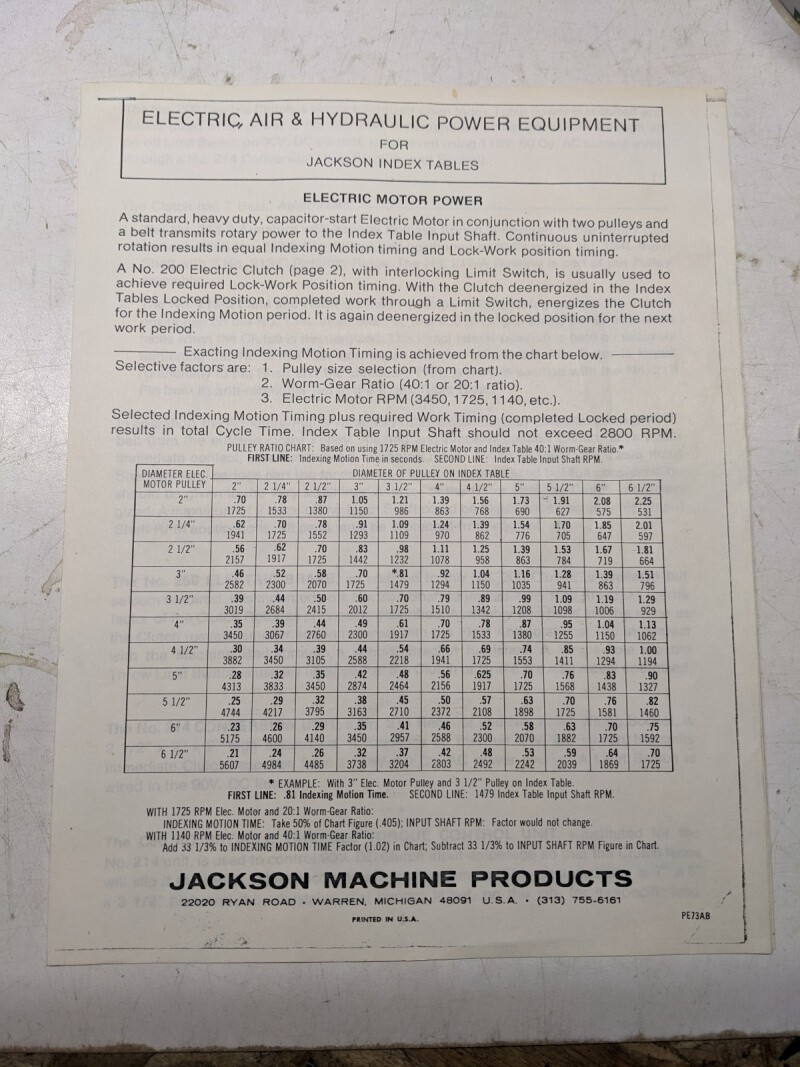 ELECTRIC, AIR & HYDRAULIC POWER EQUIPMENT
FOR
JACKSON INDEX TABLES
ELECTRIC MOTOR POWER
A standard, heavy duty, capacitor-start Electric Motor in conjunction with two pulleys and
a belt transmits rotary power to the Index Table Input Shaft. Continuous uninterrupted
rotation results in equal Indexing Motion timing and Lock-Work position timing.
A No. 200 Electric Clutch (page 2), with interlocking Limit Switch, is usually used to
achieve required Lock-Work Position timing. With the Clutch deenergized in the Index
Tables Locked Position, completed work through a Limit Switch, energizes the Clutch
for the Indexing Motion period. It is again deenergized in the locked position for the next
work period.
Exacting Indexing Motion Timing is achieved from the chart below.
Selective factors are: 1. Pulley size selection (from chart).
2. Worm-Gear Ratio (40:1 or 20:1 ratio).
3. Electric Motor RPM (3450, 1725, 1140, etc.).
Selected Indexing Motion Timing plus required Work Timing (completed Locked period)
results in total Cycle Time. Index Table Input Shaft should not exceed 2800 RPM.
PULLEY RATIO CHART: Based on using 1725 RPM Electric Motor and Index Table 40:1 Worm-Gear Ratio.*
FIRST LINE: Indexing Motion Time in seconds. SECOND LINE: Index Table Input Shaft RPM.
DIAMETER ELEC. DIAMETER OF PULLEY ON INDEX TABLE
MOTOR PULLEY 2" 2 1/4" 2 1/2" 3" 3 1/2" 4" 4 1/2" 5" 5 1/2" 6" 6 1/2"
2" .70 .78 .87 1.05 1.21 1.39 1.56 1.73 1.91 2.08 2.25
1725 1533 1380 1150 986 863 768 690 627 575 531
2 1/4" .62 .70 .78 .91 1.09 1.24 1.39 1.54 1.70 1.85 2.01
1941 1725 1552 1293 1109 970 862 776 705 647 597
2 1/2" .56 .62 .70 .83 .98 1.11 1.25 1.39 1.53 1.67 1.81
2157 1917 1725 1442 1232 1078 958 863 784 719 664
3" .46 .52 .58 .70 *.81 .92 1.04 1.16 1.28 1.39 1.51
2582 2300 2070 1725 1479 1294 1150 1035 941 863 796
3 1/2" .39 .44 .50 .60 .70 .79 .89 .99 1.09 1.19 1.29
3019 2684 2415 2012 1725 1510 1342 1208 1098 1006 929
4" .35 .39 .44 .49 .61 .70 .78 .87 .95 1.04 1.13
3450 3067 2760 2300 1917 1725 1533 1380 1255 1150 1062
4 1/2" .30 .34 .39 .44 .54 .66 .69 .74 .85 .93 1.00
3882 3450 3105 2588 2218 1941 1725 1553 1411 1294 1194
5" .28 .32 .35 .42 .48 .56 .625 .70 .76 .83 .90
4313 3833 3450 2874 2464 2156 1917 1725 1568 1438 1327
5 1/2" .25 .29 .32 .38 .45 .50 .57 .63 .70 .76 .82
4744 4217 3795 3163 2710 2372 2108 1898 1725 1581 1460
6" .23 .26 .29 .35 .41 .46 .52 .58 .63 .70 .75
5175 4600 4140 3450 2957 2588 2300 2070 1882 1725 1592
6 1/2" .21 .24 .26 .32 .37 .42 .48 .53 .59 .64 .70
5607 4984 4485 3738 3204 2803 2492 2242 2039 1869 1725
* EXAMPLE: With 3" Elec. Motor Pulley and 3 1/2" Pulley on Index Table.
FIRST LINE: .81 Indexing Motion Time. SECOND LINE: 1479 Index Table Input Shaft RPM.
WITH 1725 RPM Elec. Motor and 20:1 Worm-Gear Ratio:
INDEXING MOTION TIME: Take 50% of Chart Figure (.405); INPUT SHAFT RPM: Factor would not change.
WITH 1140 RPM Elec. Motor and 40:1 Worm-Gear Ratio:
Add 33 1/3% to INDEXING MOTION TIME Factor (1.02) in Chart; Subtract 33 1/3% to INPUT SHAFT RPM Figure in Chart.
JACKSON MACHINE PRODUCTS
22020 RYAN ROAD • WARREN, MICHIGAN 48091 U.S.A. • (313) 755-6161
PRINTED IN U.S.A.
PE73AB